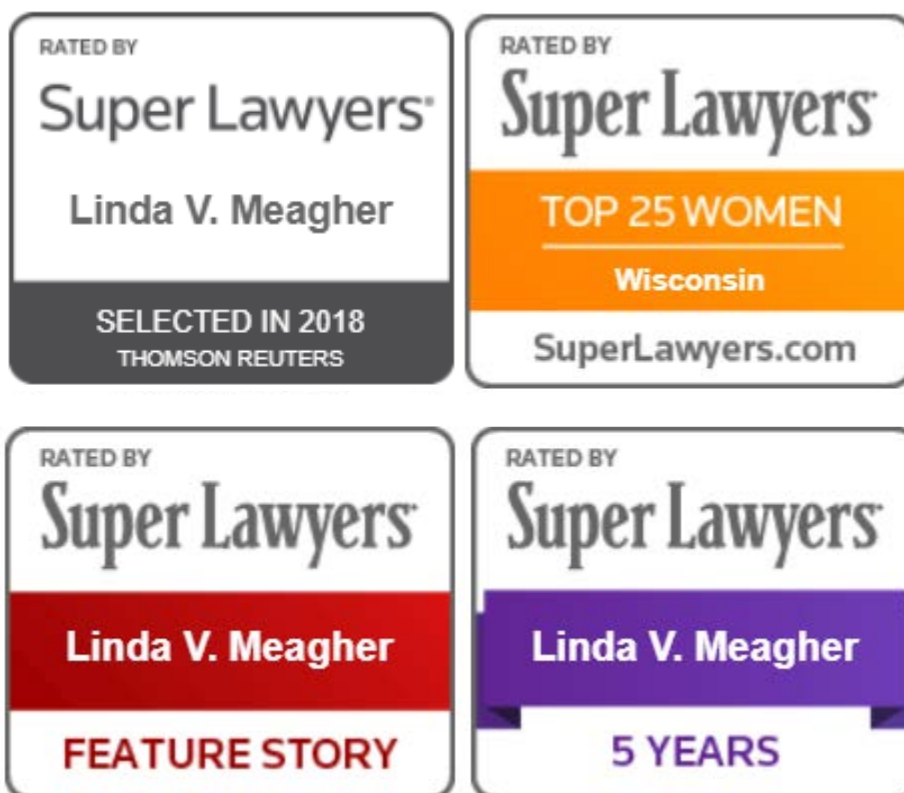 RATED BY
Super Lawyers®
Linda V. Meagher
SELECTED IN 2018
THOMSON REUTERS
RATED BY
Super Lawyers
TOP 25 WOMEN
Wisconsin
SuperLawyers.com
RATED BY
Super Lawyers
Linda V. Meagher
FEATURE STORY
RATED BY
Super Lawyers
Linda V. Meagher
5 YEARS